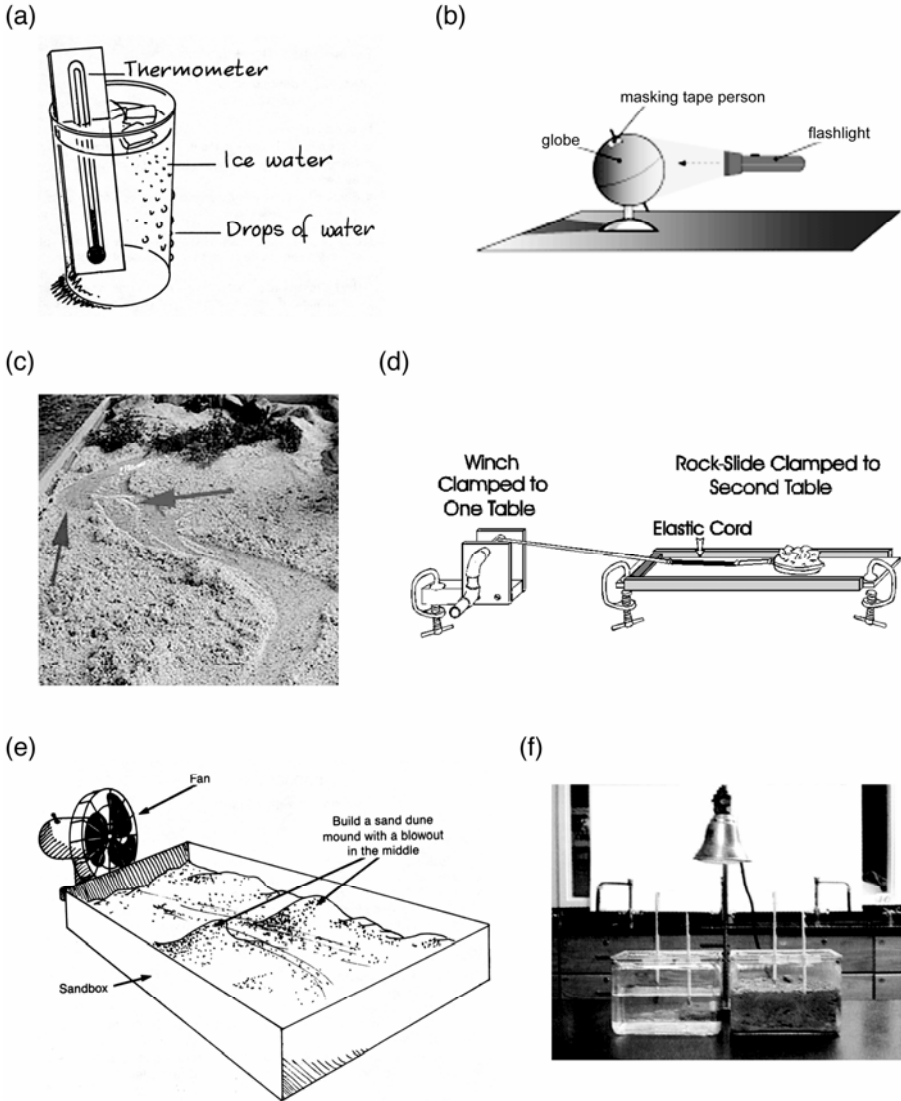 (a)
Thermometer
Ice water
Drops of water
(b)
masking tape person
globe
flashlight
(c)
(d)
Winch
Clamped to
One Table
Rock-Slide Clamped to
Second Table
Elastic Cord
(e)
Fan
Build a sand dune
mound with a blowout
in the middle
Sandbox
(f)